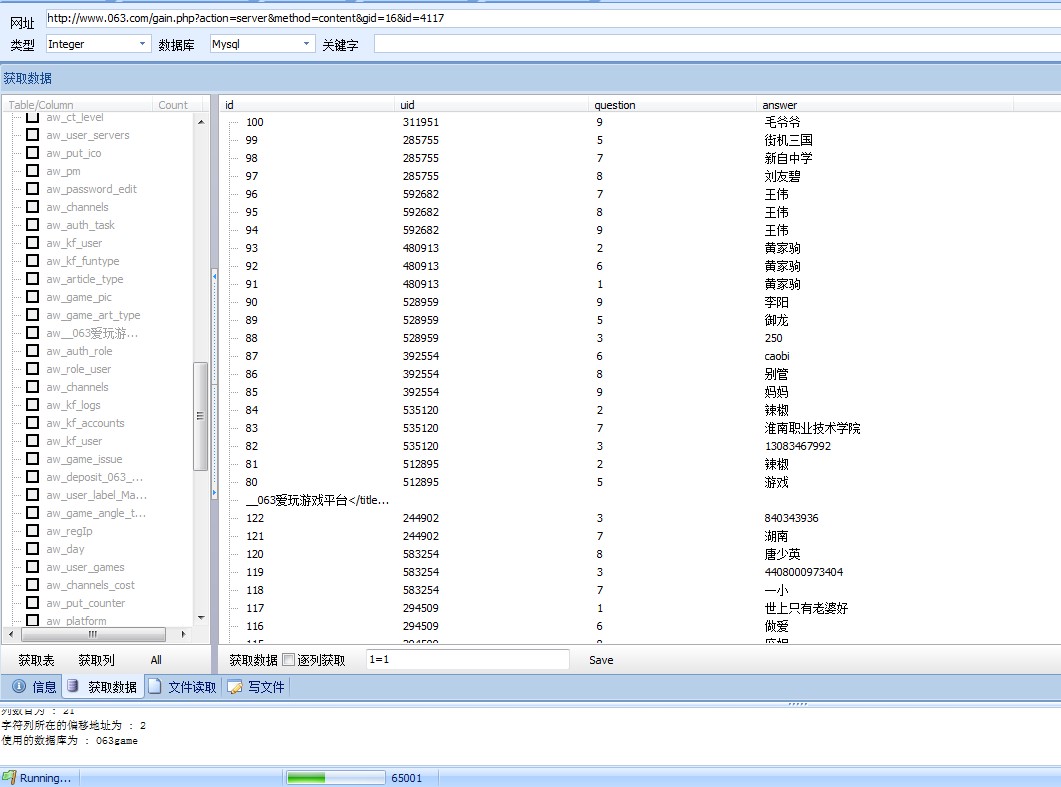 网址 http://www.063.com/gain.php?action=server&method=content&gid=16&id=4117
类型 Integer 数据库 Mysql 关键字
获取数据
Table/Column Count
aw_ct_level
aw_user_servers
aw_put_ico
aw_pm
aw_password_edit
aw_channels
aw_auth_task
aw_kf_user
aw_kf_funtype
aw_article_type
aw_game_pic
aw_game_art_type
aw__063爱玩游...
aw_auth_role
aw_role_user
aw_channels
aw_kf_logs
aw_kf_accounts
aw_kf_user
aw_game_issue
aw_deposit_063_...
aw_user_label_Ma...
aw_game_angle_t...
aw_regIp
aw_day
aw_user_games
aw_channels_cost
aw_put_counter
aw_platform
获取表 获取列 All
id uid question answer
100 311951 9 毛爷爷
99 285755 5 街机三国
98 285755 7 新自中学
97 285755 8 刘友碧
96 592682 7 王伟
95 592682 8 王伟
94 592682 9 王伟
93 480913 2 黄家驹
92 480913 6 黄家驹
91 480913 1 黄家驹
90 528959 9 李阳
89 528959 5 御龙
88 528959 3 250
87 392554 6 caobi
86 392554 8 别管
85 392554 9 妈妈
84 535120 2 辣椒
83 535120 7 淮南职业技术学院
82 535120 3 13083467992
81 512895 2 辣椒
80 512895 5 游戏
__063爱玩游戏平台</title...
122 244902 3 840343936
121 244902 7 湖南
120 583254 8 唐少英
119 583254 3 4408000973404
118 583254 7 一小
117 294509 1 世上只有老婆好
116 294509 6 做爱
获取数据 逐列获取 1=1 Save
信息 获取数据 文件读取 写文件
列数目为 : 21
字符列所在的偏移地址为 : 2
使用的数据库为 : 063game
Running... 65001